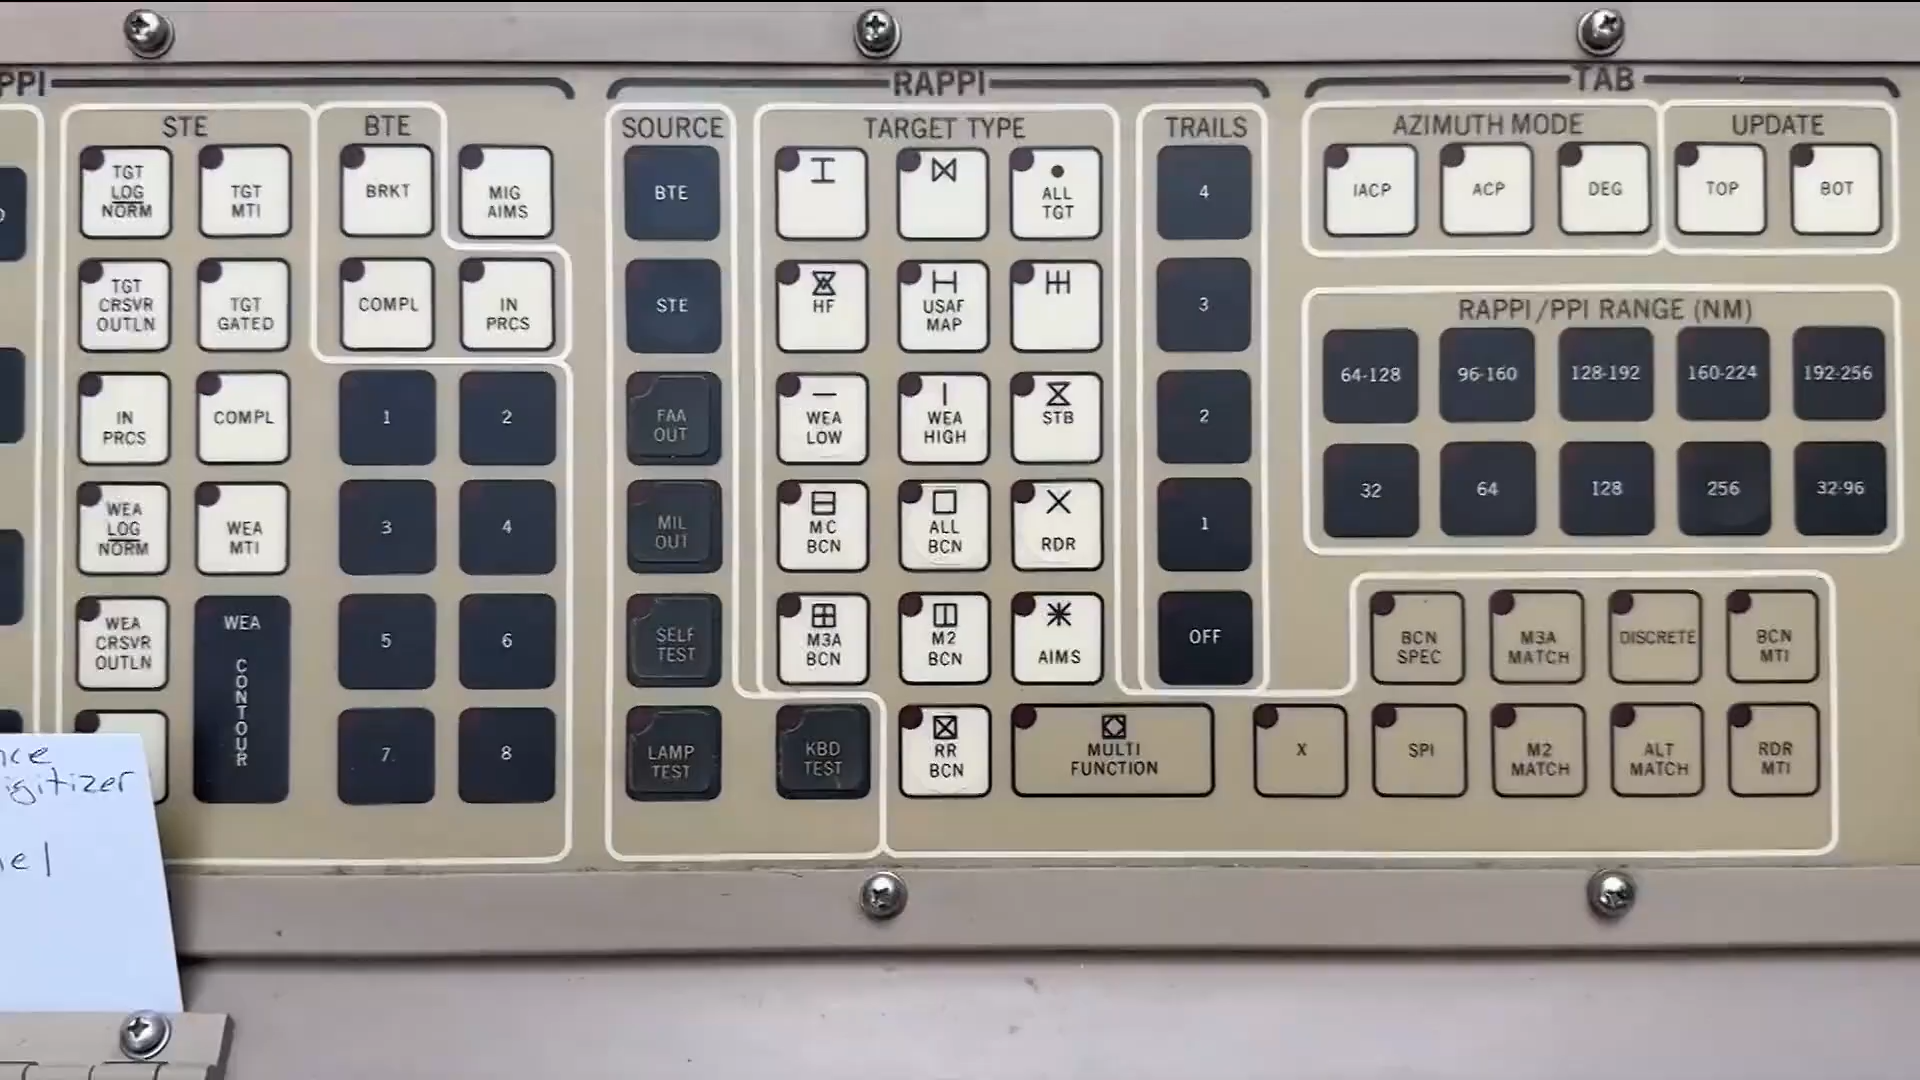 PPI
RAPPI
TAB
STE
BTE
SOURCE
TARGET TYPE
TRAILS
AZIMUTH MODE
UPDATE
TGT
LOG
NORM
TGT
MTI
BRKT
MIG
AIMS
BTE
ALL
TGT
4
IACP
ACP
DEG
TOP
BOT
TGT
CRSVR
OUTLN
TGT
GATED
COMPL
IN
PRCS
STE
HF
USAF
MAP
3
RAPPI/PPI RANGE (NM)
64-128
96-160
128-192
160-224
192-256
IN
PRCS
COMPL
1
2
FAA
OUT
WEA
LOW
WEA
HIGH
STB
2
32
64
128
256
32-96
WEA
LOG
NORM
WEA
MTI
3
4
MIL
OUT
MC
BCN
ALL
BCN
X
RDR
1
WEA
CRSVR
OUTLN
WEA
CONTOUR
5
6
SELF
TEST
M3A
BCN
M2
BCN
AIMS
OFF
BCN
SPEC
M3A
MATCH
DISCRETE
BCN
MTI
7
8
LAMP
TEST
KBD
TEST
RR
BCN
MULTI
FUNCTION
X
SPI
M2
MATCH
ALT
MATCH
RDR
MTI
nce
igitizer
nel